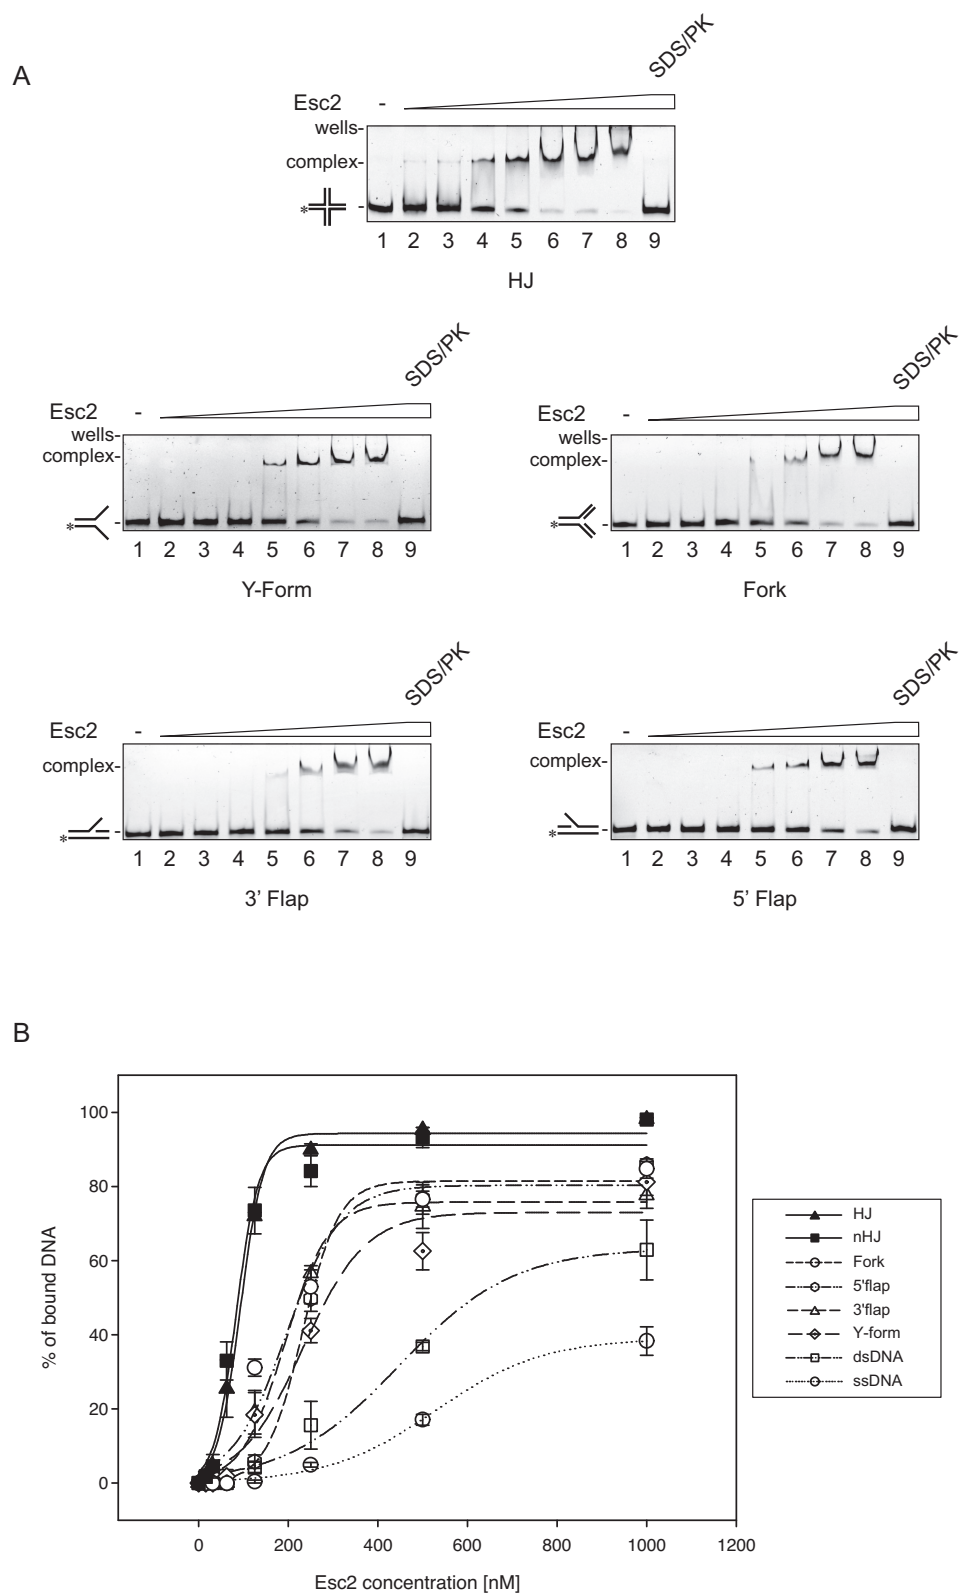 A
SDS/PK
Esc2 -
wells-
complex-
* -
1 2 3 4 5 6 7 8 9
HJ
SDS/PK
Esc2 -
wells-
complex-
* -
1 2 3 4 5 6 7 8 9
Y-Form
SDS/PK
Esc2 -
wells-
complex-
* -
1 2 3 4 5 6 7 8 9
Fork
SDS/PK
Esc2 -
complex-
* -
1 2 3 4 5 6 7 8 9
3’ Flap
SDS/PK
Esc2 -
complex-
* -
1 2 3 4 5 6 7 8 9
5’ Flap
B
% of bound DNA
100
80
60
40
20
0
0 200 400 600 800 1000 1200
Esc2 concentration [nM]
HJ
nHJ
Fork
5'flap
3'flap
Y-form
dsDNA
ssDNA